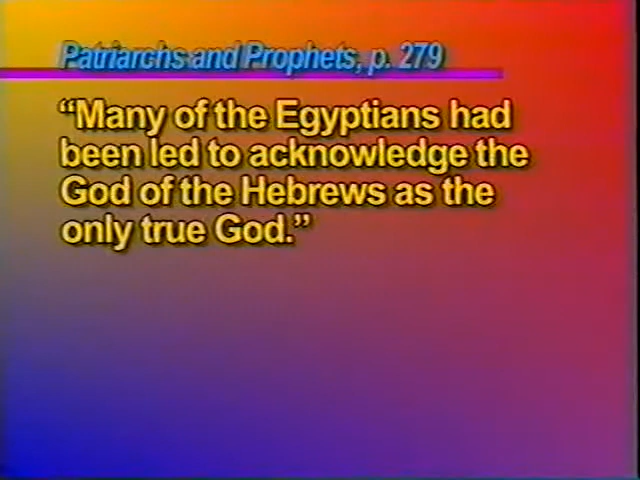 Patriarchs and Prophets, p. 279
“Many of the Egyptians had
been led to acknowledge the
God of the Hebrews as the
only true God.”